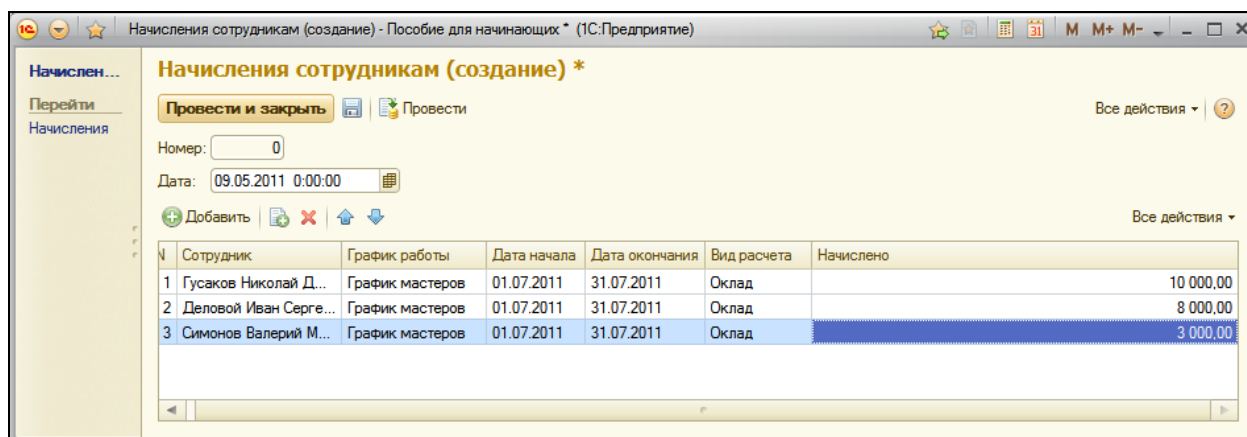 Начисления сотрудникам (создание) - Пособие для начинающих * (1С:Предприятие)
31 M M+ M-
Начислен...
Перейти
Начисления
Начисления сотрудникам (создание) *
Провести и закрыть Провести Все действия ?
Номер: 0
Дата: 09.05.2011 0:00:00
Добавить Все действия
N Сотрудник График работы Дата начала Дата окончания Вид расчета Начислено
1 Гусаков Николай Д... График мастеров 01.07.2011 31.07.2011 Оклад 10 000,00
2 Деловой Иван Серге... График мастеров 01.07.2011 31.07.2011 Оклад 8 000,00
3 Симонов Валерий М... График мастеров 01.07.2011 31.07.2011 Оклад 3 000,00